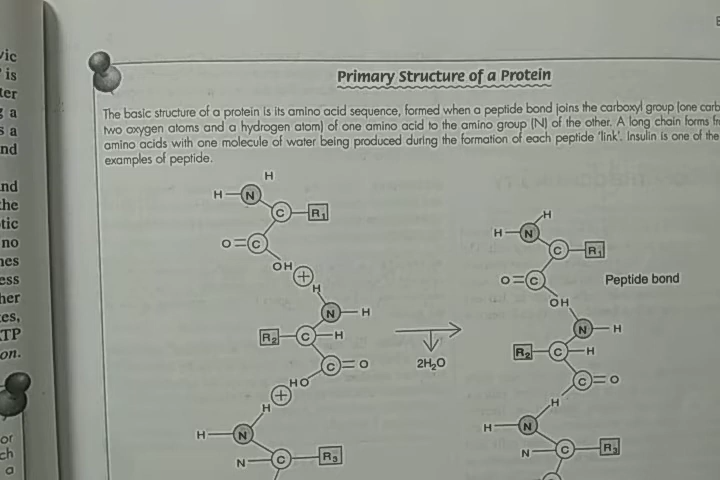 vic
is
ter
g a
s a
nd
nd
the
tic
no
nes
ess
her
tes,
ATP
on.
or
ch
a
Primary Structure of a Protein
The basic structure of a protein is its amino acid sequence, formed when a peptide bond joins the carboxyl group (one carb
two oxygen atoms and a hydrogen atom) of one amino acid to the amino group (N) of the other. A long chain forms fr
amino acids with one molecule of water being produced during the formation of each peptide 'link'. Insulin is one of the
examples of peptide.
H
H N
C R1
O=C
OH +
H
N H
R2 C H
C=O
HO
+
H
H N
N C R3
2H2O
H
H N
C R1
O=C Peptide bond
OH
N H
R2 C H
C=O
H
H N
N C R3